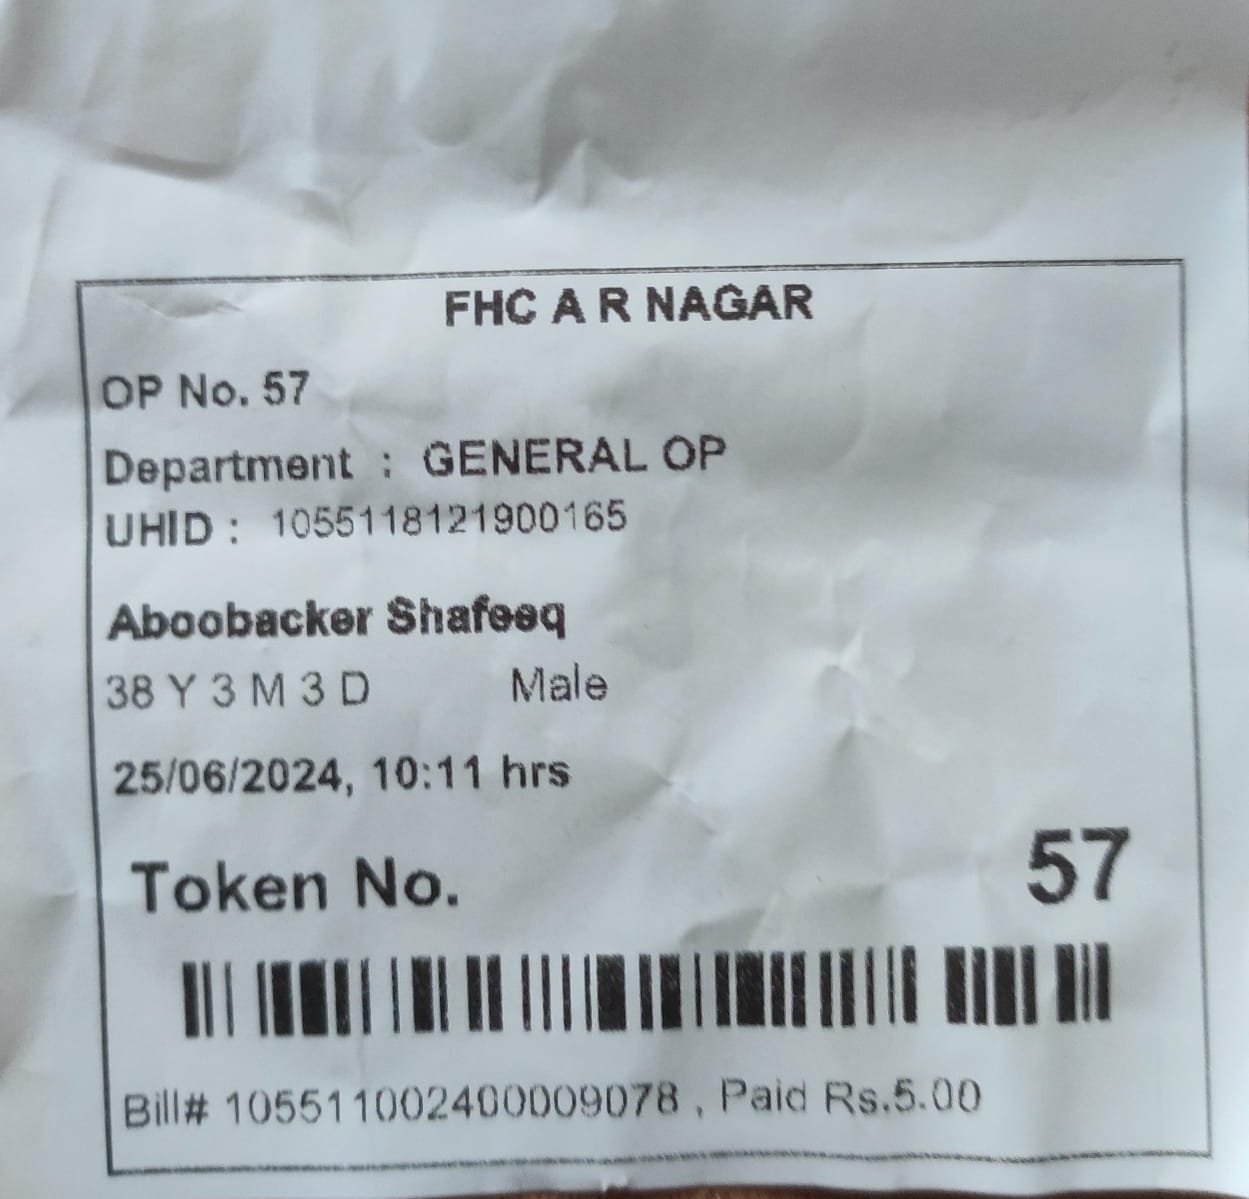 FHC A R NAGAR
OP No. 57
Department : GENERAL OP
UHID : 1055118121900165
Aboobacker Shafeeq
38 Y 3 M 3 D Male
25/06/2024, 10:11 hrs
Token No. 57
Bill# 105511002400009078 , Paid Rs.5.00